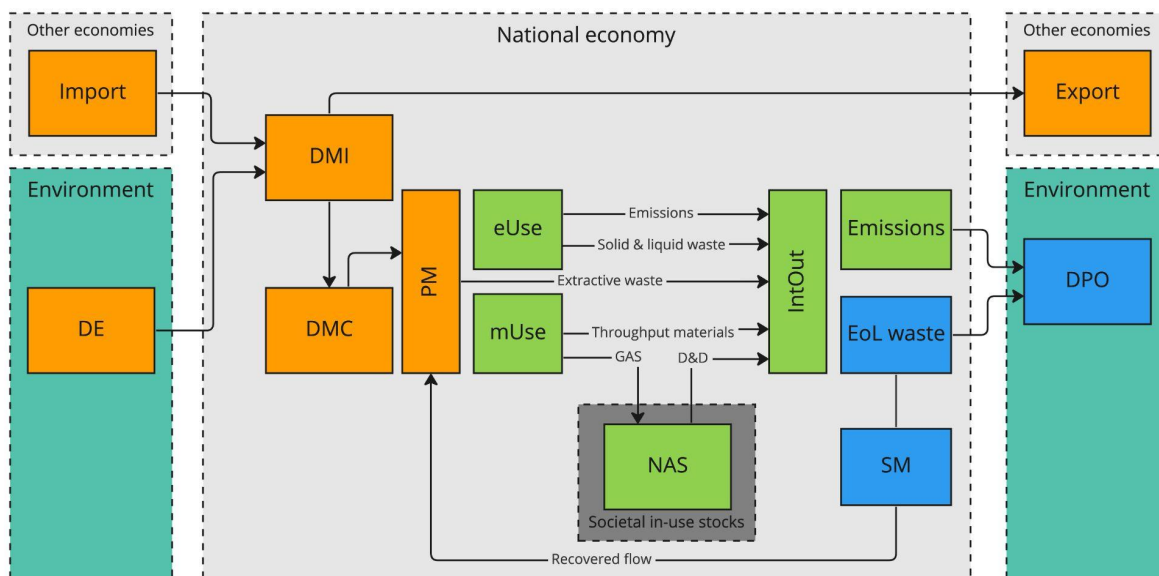 Other economies
Import
Environment
DE
National economy
DMI
DMC
PM
eUse
mUse
Emissions
Solid & liquid waste
Extractive waste
Throughput materials
GAS
D&D
NAS
Societal in-use stocks
Recovered flow
IntOut
Emissions
EoL waste
SM
Other economies
Export
Environment
DPO